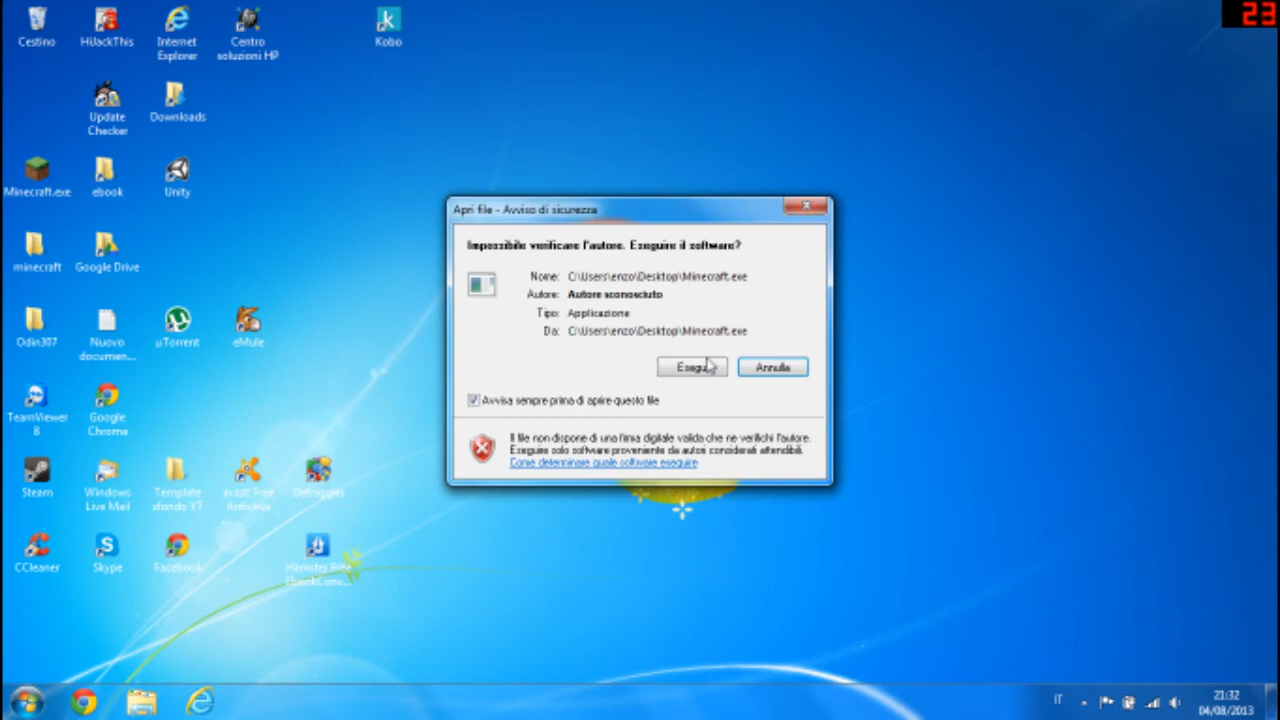 23
Cestino
HiJackThis
Internet
Explorer
Centro
soluzioni HP
Kobo
Update
Checker
Downloads
Minecraft.exe
ebook
Unity
minecraft
Google Drive
Odin307
Nuovo
documen...
µTorrent
eMule
TeamViewer
8
Google
Chrome
Steam
Windows
Live Mail
Template
sfondo YT
avast! Free
Antivirus
Defraggler
CCleaner
Skype
Facebook
Hamster Free
EbookConv...
Apri file - Avviso di sicurezza
Impossibile verificare l'autore. Eseguire il software?
Nome: C:\Users\enzo\Desktop\Minecraft.exe
Autore: Autore sconosciuto
Tipo: Applicazione
Da: C:\Users\enzo\Desktop\Minecraft.exe
Esegui
Annulla
Avvisa sempre prima di aprire questo file
Il file non dispone di una firma digitale valida che ne verifichi l'autore.
Eseguire solo software proveniente da autori considerati attendibili.
Come determinare quale software eseguire
IT
21:32
04/08/2013